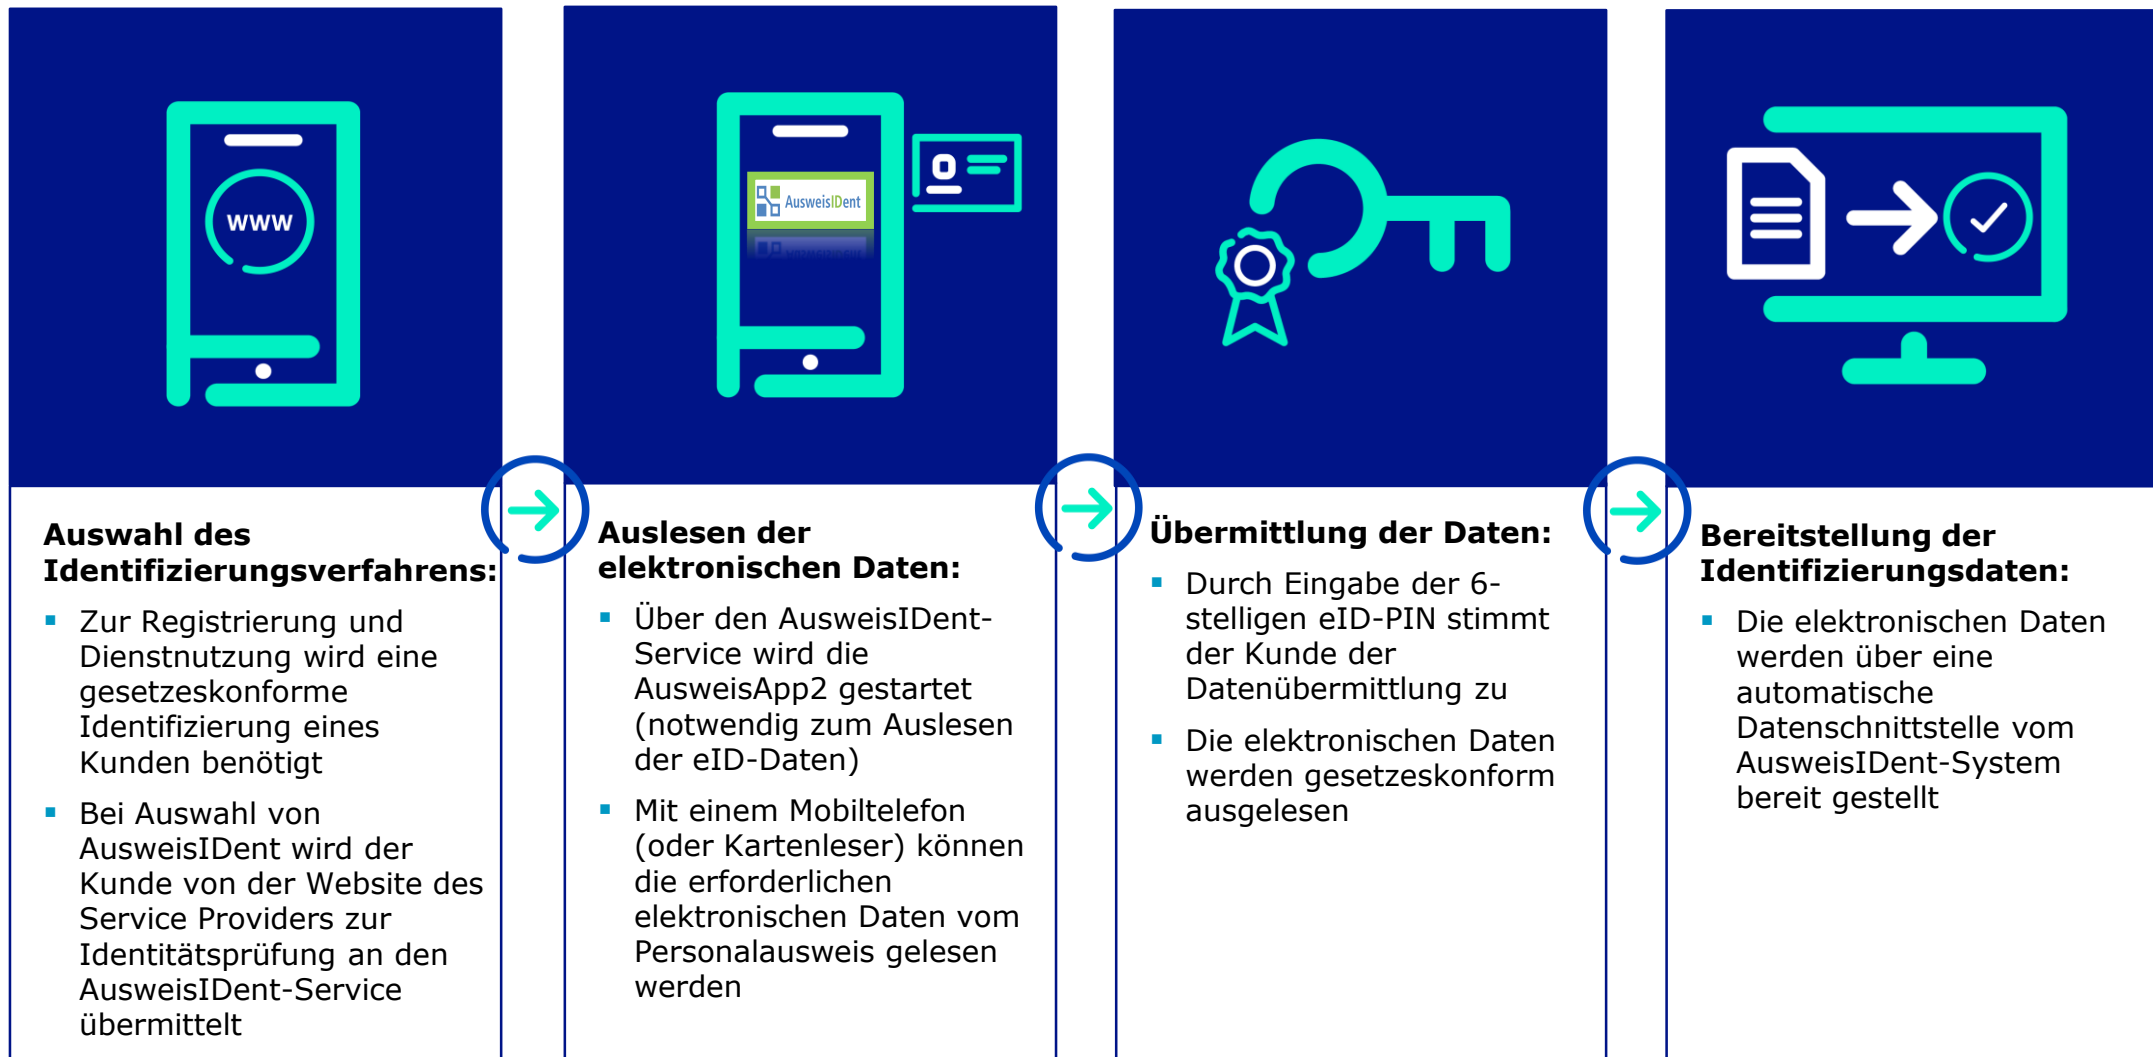 www
AusweisIDent
Auswahl des
Identifizierungsverfahrens:
▪ Zur Registrierung und
Dienstnutzung wird eine
gesetzeskonforme
Identifizierung eines
Kunden benötigt
▪ Bei Auswahl von
AusweisIDent wird der
Kunde von der Website des
Service Providers zur
Identitätsprüfung an den
AusweisIDent-Service
übermittelt
Auslesen der
elektronischen Daten:
▪ Über den AusweisIDent-
Service wird die
AusweisApp2 gestartet
(notwendig zum Auslesen
der eID-Daten)
▪ Mit einem Mobiltelefon
(oder Kartenleser) können
die erforderlichen
elektronischen Daten vom
Personalausweis gelesen
werden
Übermittlung der Daten:
▪ Durch Eingabe der 6-
stelligen eID-PIN stimmt
der Kunde der
Datenübermittlung zu
▪ Die elektronischen Daten
werden gesetzeskonform
ausgelesen
Bereitstellung der
Identifizierungsdaten:
▪ Die elektronischen Daten
werden über eine
automatische
Datenschnittstelle vom
AusweisIDent-System
bereit gestellt